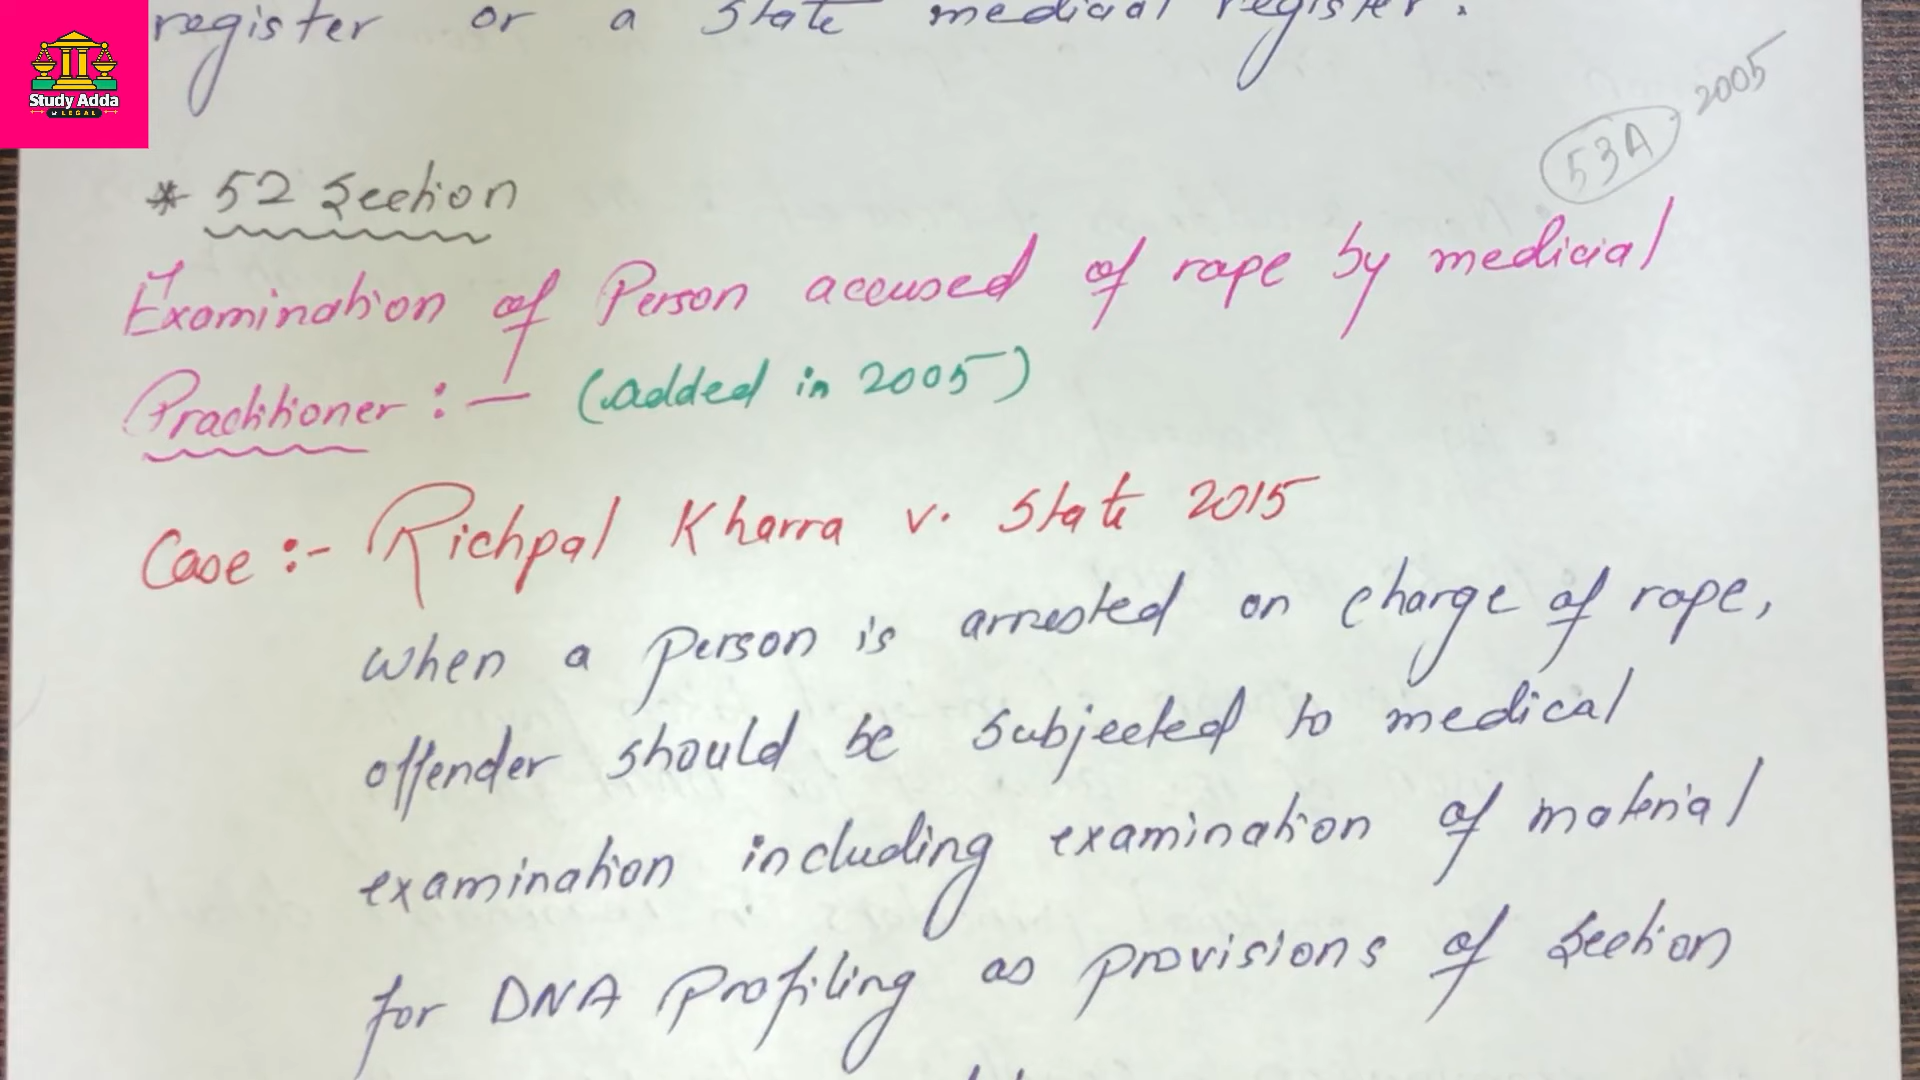 register or a State medical register.
Study Adda
LEGAL
53A 2005
* 52 Section
Examination of Person accused of rape by medicial
Practitioner :- (added in 2005)
Case :- Richpal Kharra v. State 2015
When a person is arrested on charge of rape,
offender should be subjected to medical
examination including examination of material
for DNA Profiling as provisions of Section